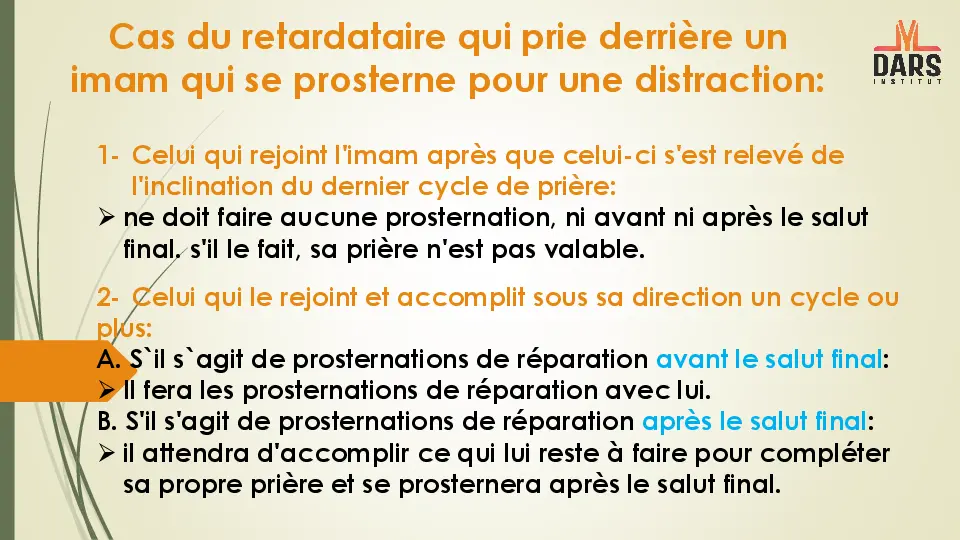 Cas du retardataire qui prie derrière un
imam qui se prosterne pour une distraction:
DARS
INSTITUT
1- Celui qui rejoint l'imam après que celui-ci s'est relevé de
l'inclination du dernier cycle de prière:
➢ ne doit faire aucune prosternation, ni avant ni après le salut
final. s'il le fait, sa prière n'est pas valable.
2- Celui qui le rejoint et accomplit sous sa direction un cycle ou
plus:
A. S`il s`agit de prosternations de réparation avant le salut final:
➢ Il fera les prosternations de réparation avec lui.
B. S'il s'agit de prosternations de réparation après le salut final:
➢ il attendra d'accomplir ce qui lui reste à faire pour compléter
sa propre prière et se prosternera après le salut final.